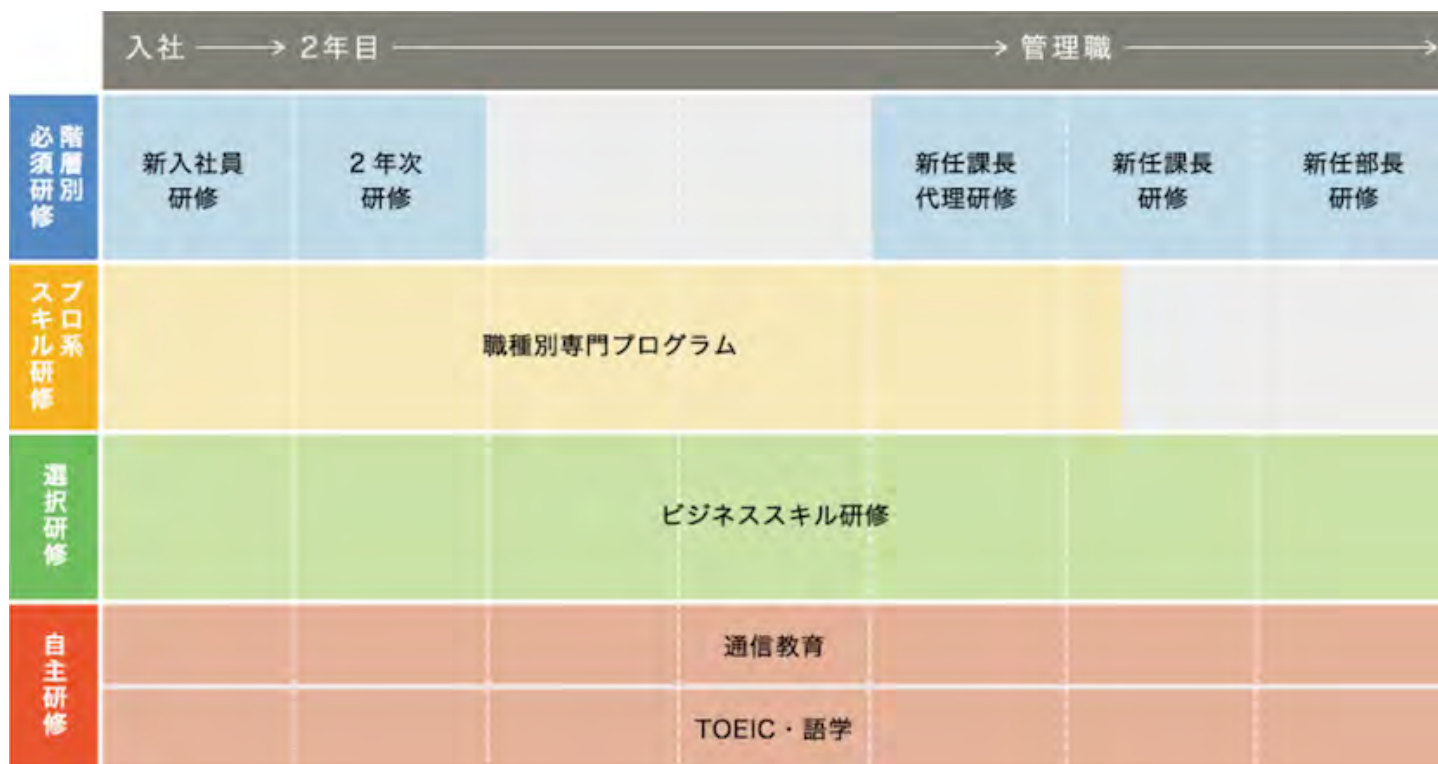 入社 → 2年目 → 管理職 →
階層別
必須研修
新入社員
研修
2年次
研修
新任課長
代理研修
新任課長
研修
新任部長
研修
プロ系
スキル研修
職種別専門プログラム
選択研修
ビジネススキル研修
自主研修
通信教育
TOEIC・語学